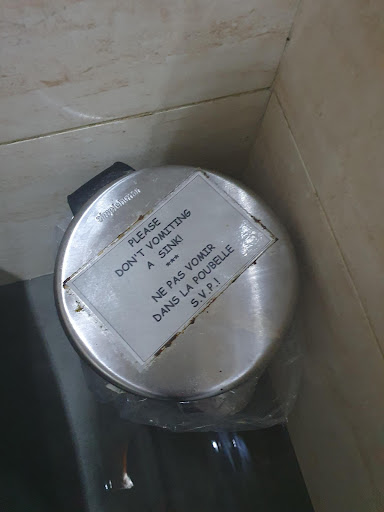 PLEASE
DON'T VOMITING
A SINK!
***
NE PAS VOMIR
DANS LA POUBELLE
S.V.P.!